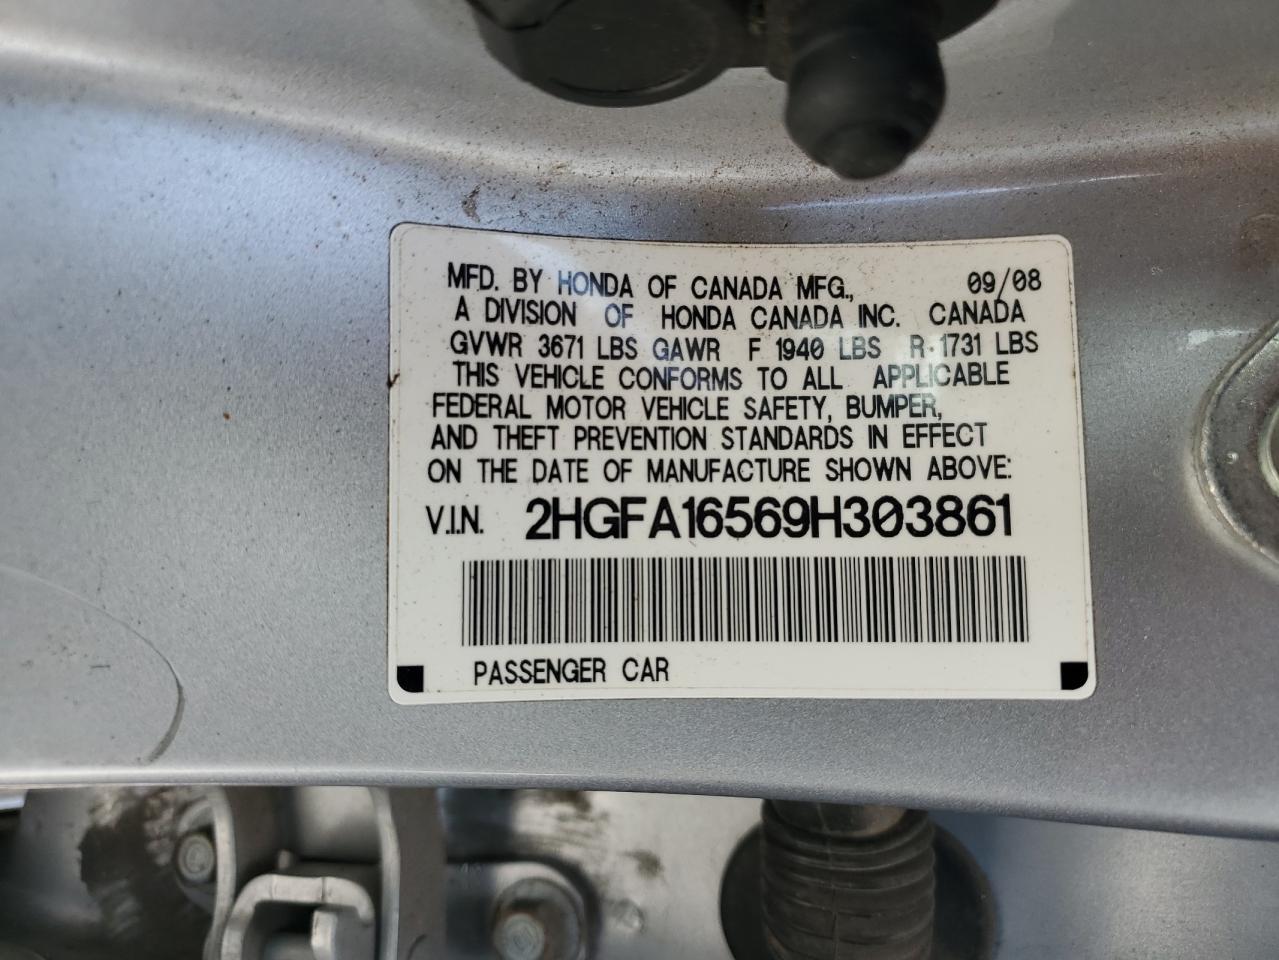 MFD. BY HONDA OF CANADA MFG., 09/08
A DIVISION OF HONDA CANADA INC. CANADA
GVWR 3671 LBS GAWR F 1940 LBS R 1731 LBS
THIS VEHICLE CONFORMS TO ALL APPLICABLE
FEDERAL MOTOR VEHICLE SAFETY, BUMPER,
AND THEFT PREVENTION STANDARDS IN EFFECT
ON THE DATE OF MANUFACTURE SHOWN ABOVE:
V.I.N. 2HGFA16569H303861
PASSENGER CAR